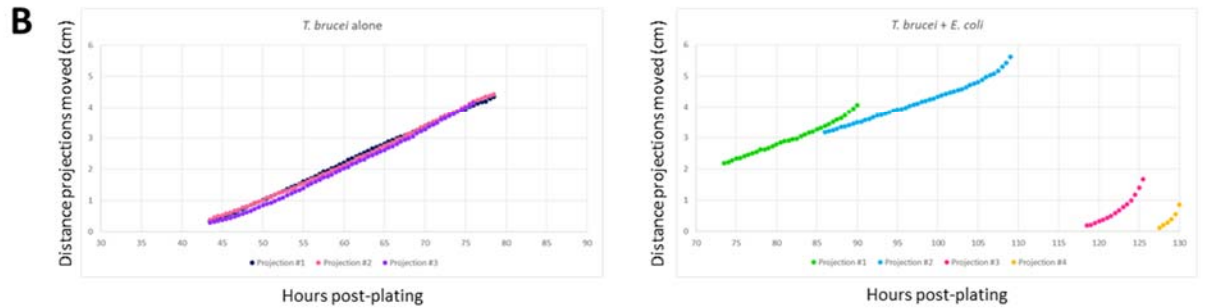 B
T. brucei alone
Distance projections moved (cm)
6
5
4
3
2
1
0
30 35 40 45 50 55 60 65 70 75 80 85 90
Projection #1 Projection #2 Projection #3
Hours post-plating
T. brucei + E. coli
Distance projections moved (cm)
6
5
4
3
2
1
0
70 75 80 85 90 95 100 105 110 115 120 125 130
Projection #1 Projection #2 Projection #3 Projection #4
Hours post-plating